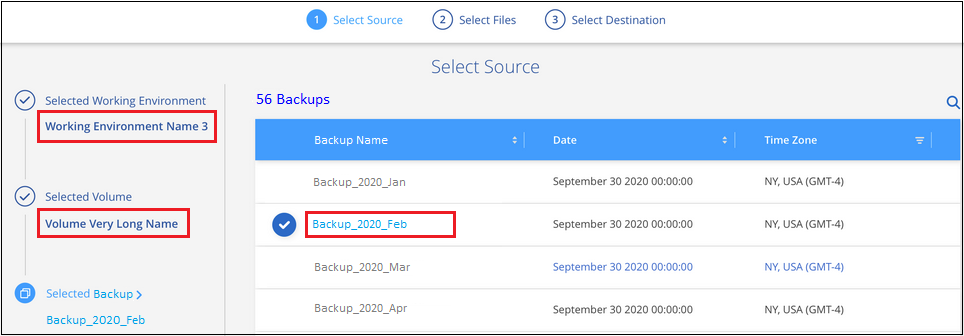 1 Select Source 2 Select Files 3 Select Destination
Select Source
Selected Working Environment
Working Environment Name 3
Selected Volume
Volume Very Long Name
Selected Backup >
Backup_2020_Feb
56 Backups
Backup Name Date Time Zone
Backup_2020_Jan September 30 2020 00:00:00 NY, USA (GMT-4)
Backup_2020_Feb September 30 2020 00:00:00 NY, USA (GMT-4)
Backup_2020_Mar September 30 2020 00:00:00 NY, USA (GMT-4)
Backup_2020_Apr September 30 2020 00:00:00 NY, USA (GMT-4)